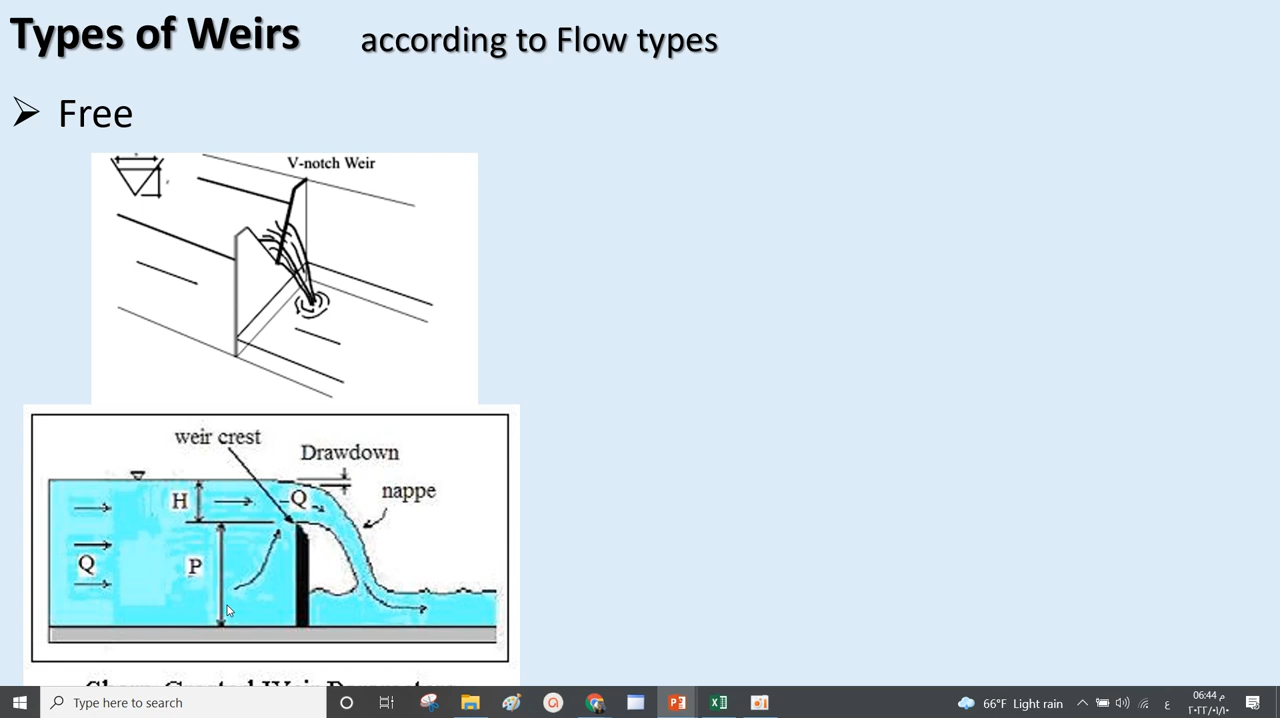 Types of Weirs according to Flow types
➢ Free
V-notch Weir
weir crest
Drawdown
nappe
H
Q
P
Q
Type here to search
66°F Light rain
ع
06:44 م